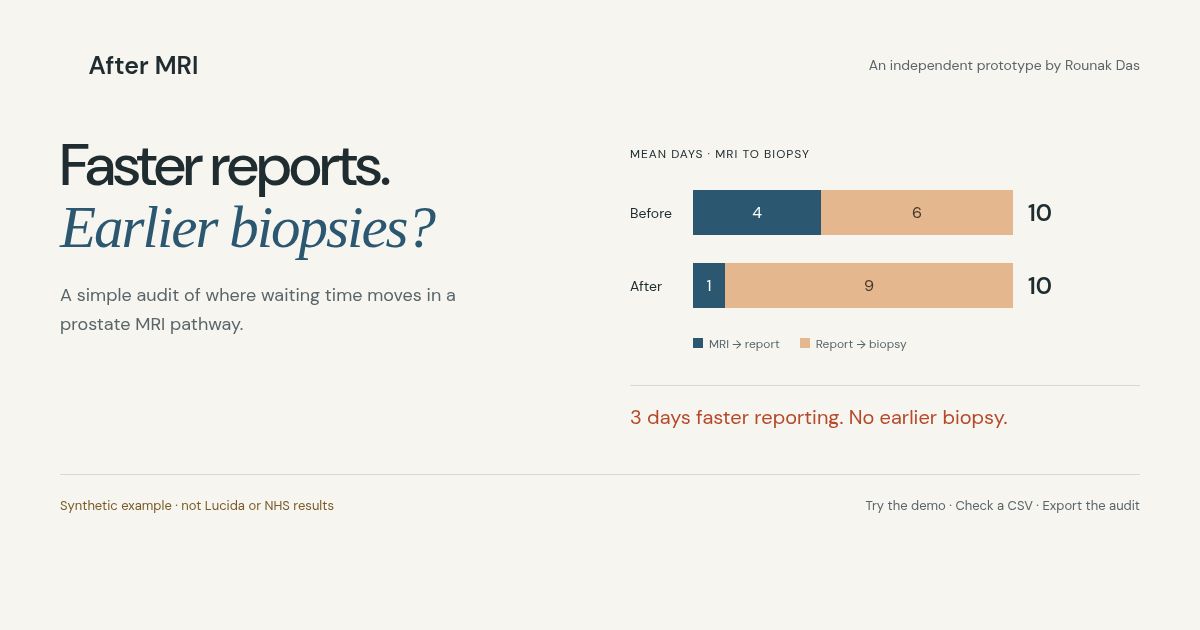 After MRI
An independent prototype by Rounak Das
Faster reports.
Earlier biopsies?
A simple audit of where waiting time moves in a
prostate MRI pathway.
MEAN DAYS · MRI TO BIOPSY
Before 4 6 10
After 1 9 10
MRI → report Report → biopsy
3 days faster reporting. No earlier biopsy.
Synthetic example · not Lucida or NHS results
Try the demo · Check a CSV · Export the audit